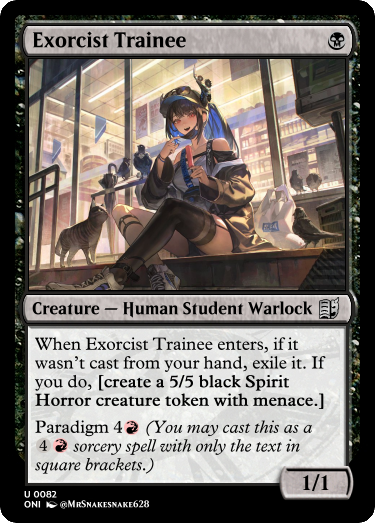 Exorcist Trainee
Creature — Human Student Warlock
When Exorcist Trainee enters, if it
wasn't cast from your hand, exile it. If
you do, [create a 5/5 black Spirit
Horror creature token with menace.]
Paradigm 4 (You may cast this as a
4 sorcery spell with only the text in
square brackets.)
1/1
U 0082
ONI MrSnakesnake628